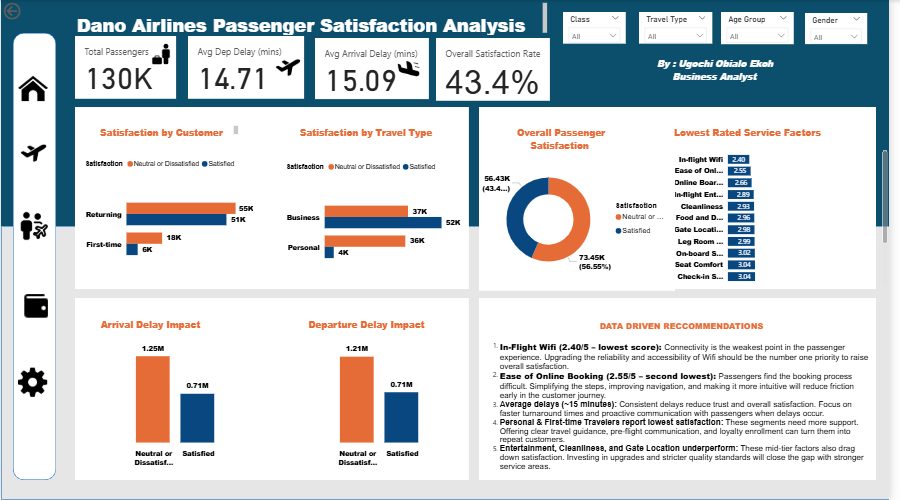 Dano Airlines Passenger Satisfaction Analysis
Class
All
Travel Type
All
Age Group
All
Gender
All
Total Passengers
130K
Avg Dep Delay (mins)
14.71
Avg Arrival Delay (mins)
15.09
Overall Satisfaction Rate
43.4%
By : Ugochi Obialo Ekoh
Business Analyst
Satisfaction by Customer
Satisfaction Neutral or Dissatisfied Satisfied
Returning
55K
51K
First-time
18K
6K
Satisfaction by Travel Type
Satisfaction Neutral or Dissatisfied Satisfied
Business
37K
52K
Personal
36K
4K
Overall Passenger
Satisfaction
56.43K
(43.4...)
73.45K
(56.55%)
Satisfaction
Neutral or ...
Satisfied
Lowest Rated Service Factors
In-flight Wifi 2.40
Ease of Onl... 2.55
Online Boar... 2.66
In-flight Ent... 2.89
Cleanliness 2.93
Food and D... 2.96
Gate Locati... 2.98
Leg Room ... 2.99
On-board S... 3.02
Seat Comfort 3.04
Check-in S... 3.04
Arrival Delay Impact
1.25M
0.71M
Neutral or
Dissatisf...
Satisfied
Departure Delay Impact
1.21M
0.71M
Neutral or
Dissatisf...
Satisfied
DATA DRIVEN RECCOMMENDATIONS
1. In-Flight Wifi (2.40/5 – lowest score): Connectivity is the weakest point in the passenger
experience. Upgrading the reliability and accessibility of Wifi should be the number one priority to raise
overall satisfaction.
2. Ease of Online Booking (2.55/5 – second lowest): Passengers find the booking process
difficult. Simplifying the steps, improving navigation, and making it more intuitive will reduce friction
early in the customer journey.
3. Average delays (~15 minutes): Consistent delays reduce trust and overall satisfaction. Focus on
faster turnaround times and proactive communication with passengers when delays occur.
4. Personal & First-time Travelers report lowest satisfaction: These segments need more support.
Offering clear travel guidance, pre-flight communication, and loyalty enrollment can turn them into
repeat customers.
5. Entertainment, Cleanliness, and Gate Location underperform: These mid-tier factors also drag
down satisfaction. Investing in upgrades and stricter quality standards will close the gap with stronger
service areas.